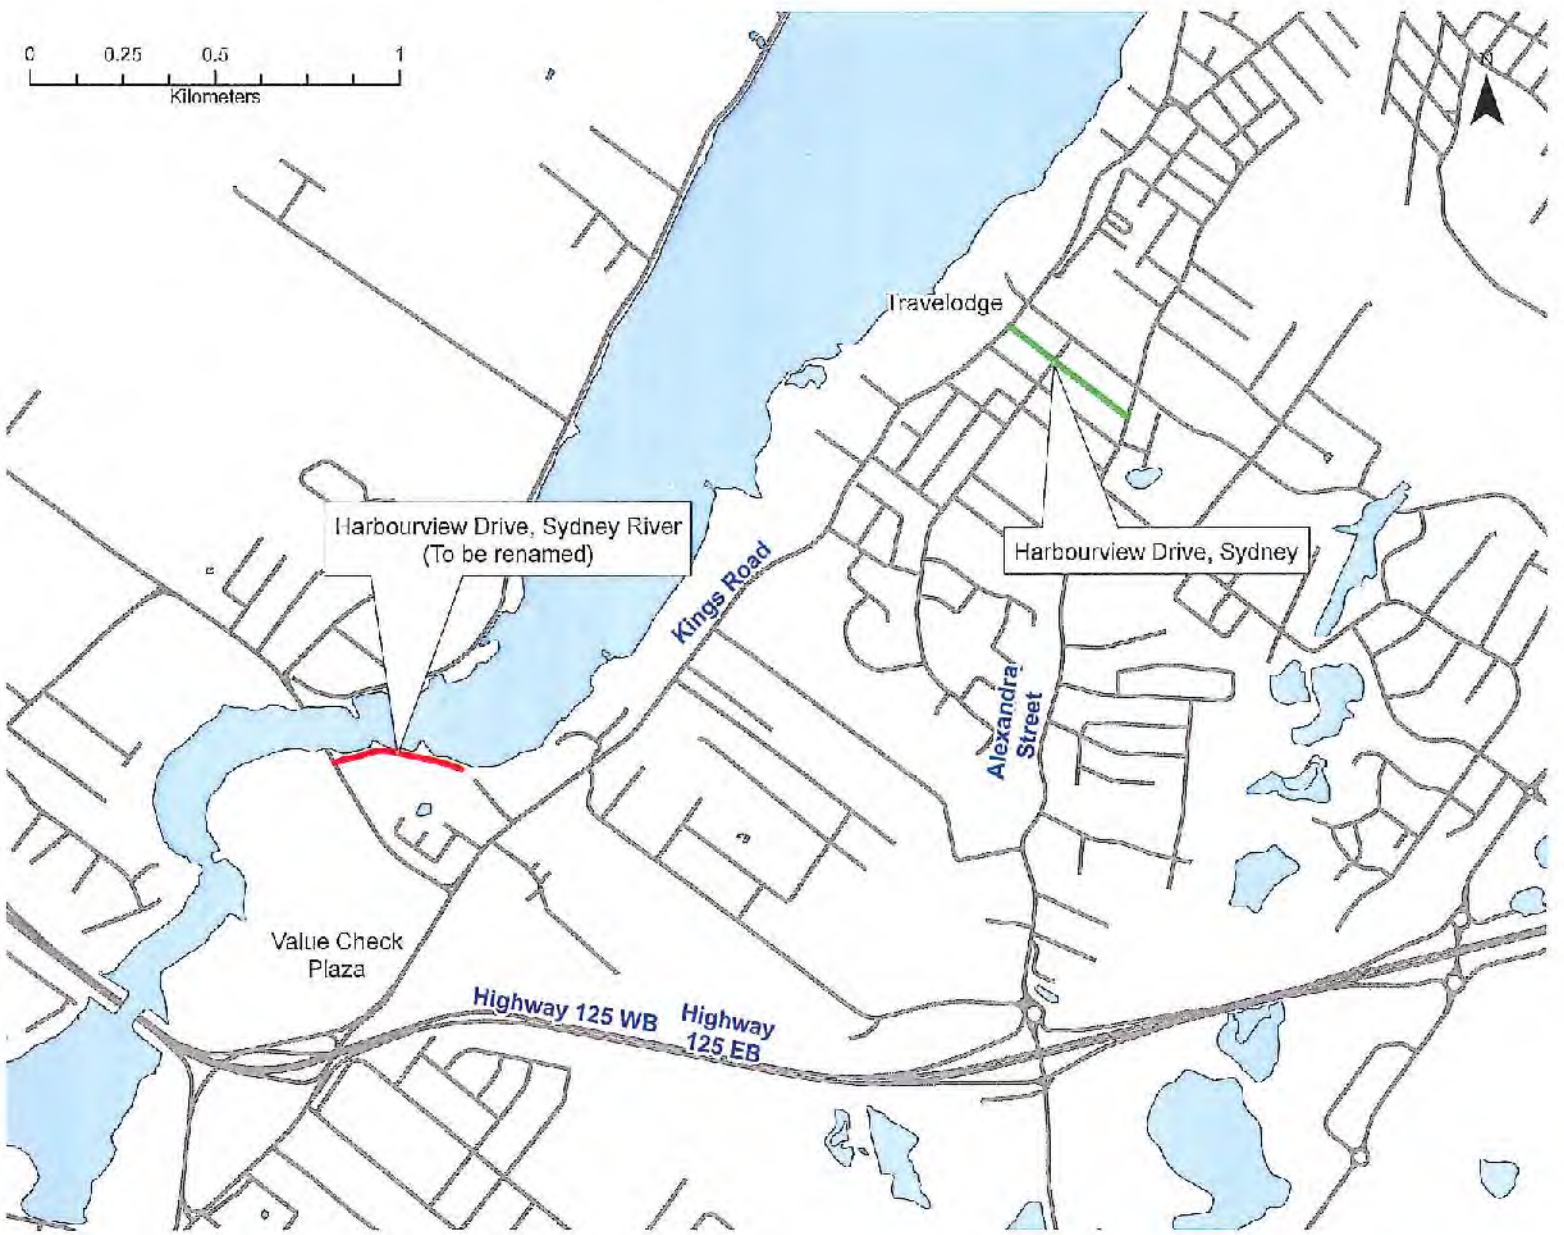 0 0.25 0.5 1
Kilometers
N
Travelodge
Harbourview Drive, Sydney River
(To be renamed)
Harbourview Drive, Sydney
Kings Road
Alexandra
Street
Value Check
Plaza
Highway 125 WB
Highway
125 EB